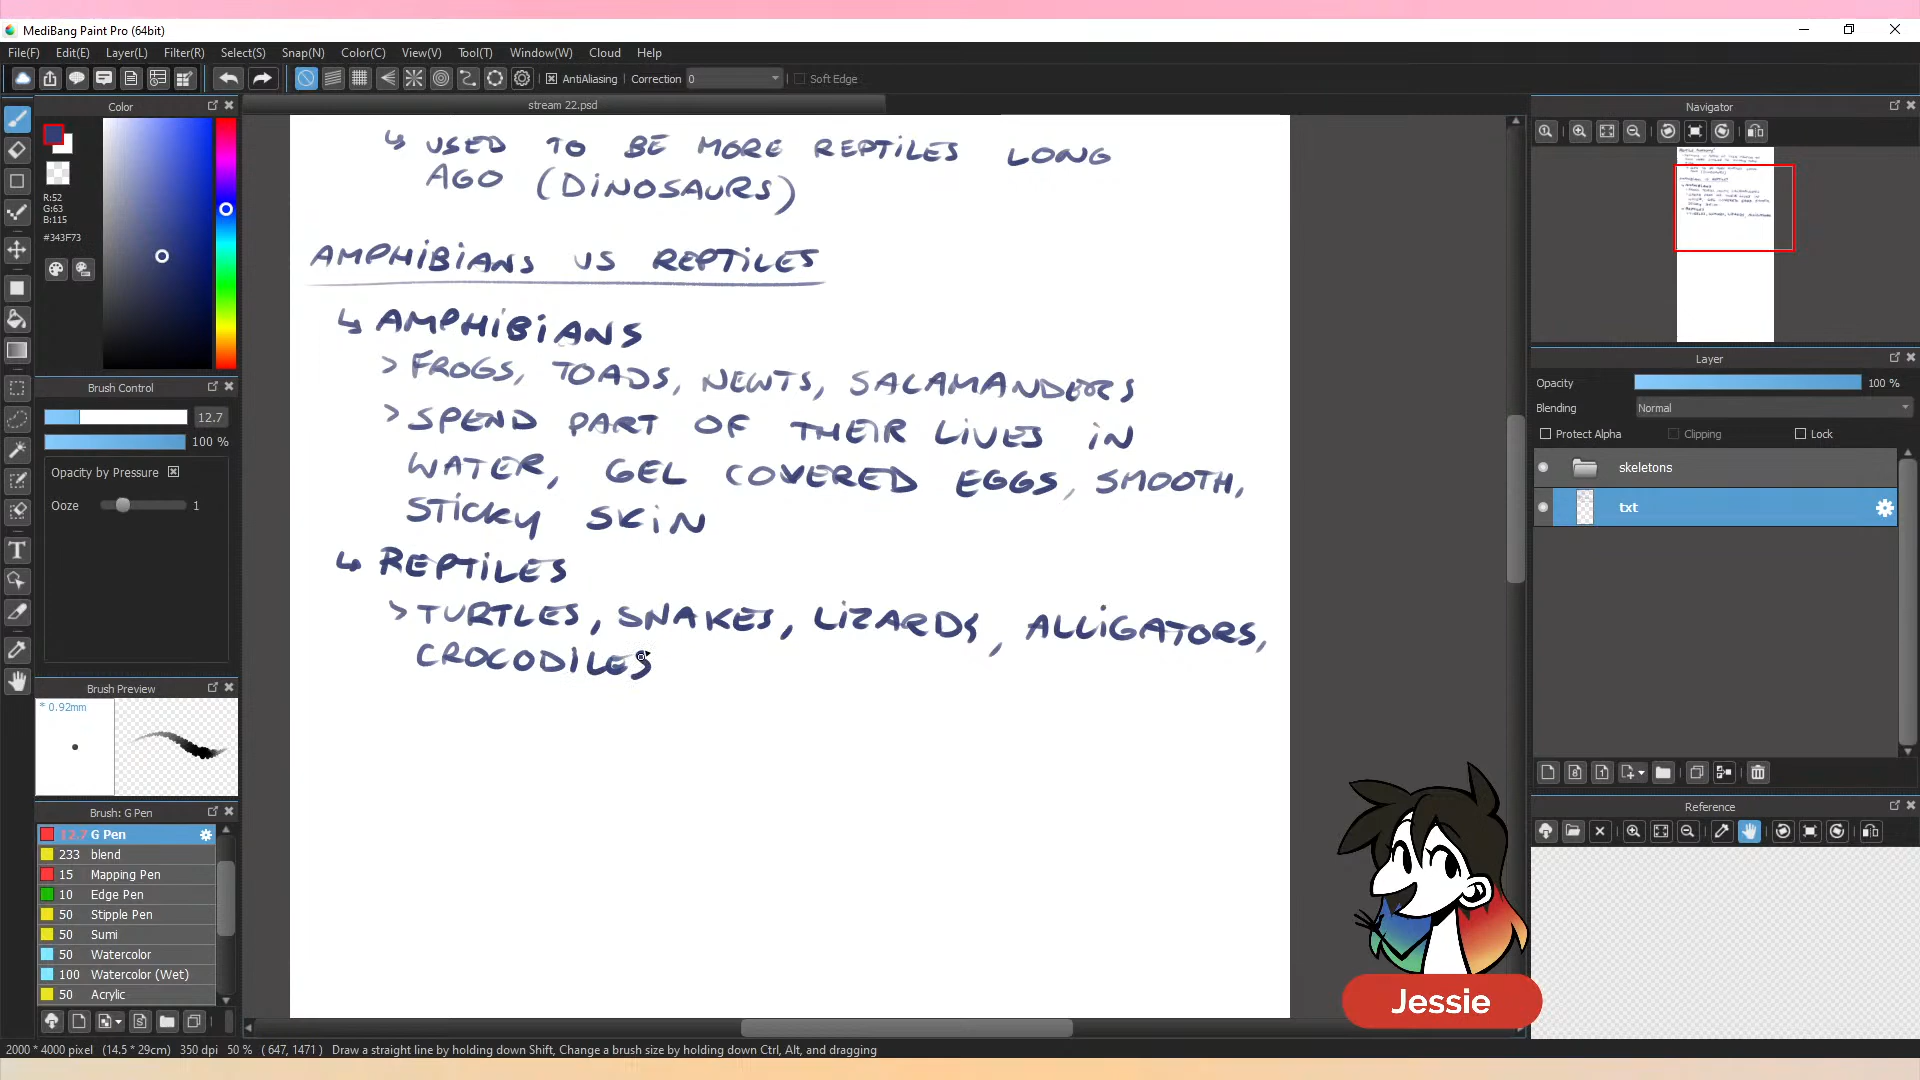 MediBang Paint Pro (64bit)
File(F) Edit(E) Layer(L) Filter(R) Select(S) Snap(N) Color(C) View(V) Tool(T) Window(W) Cloud Help
AntiAliasing Correction 0 Soft Edge
Color
stream 22.psd
Navigator
R:52
G:63
B:115
#343F73
Brush Control
12.7
100 %
Opacity by Pressure
Ooze 1
Brush Preview
* 0.92mm
Brush: G Pen
12.7 G Pen
233 blend
15 Mapping Pen
10 Edge Pen
50 Stipple Pen
50 Sumi
50 Watercolor
100 Watercolor (Wet)
50 Acrylic
↳ USED TO BE MORE REPTILES LONG
AGO (DINOSAURS)
AMPHIBIANS VS REPTILES
↳ AMPHIBIANS
> FROGS, TOADS, NEWTS, SALAMANDERS
> SPEND PART OF THEIR LIVES IN
WATER, GEL COVERED EGGS, SMOOTH,
STICKY SKIN
↳ REPTILES
> TURTLES, SNAKES, LIZARDS, ALLIGATORS,
CROCODILES
Layer
Opacity 100 %
Blending Normal
Protect Alpha Clipping Lock
skeletons
txt
Reference
Jessie
2000 * 4000 pixel (14.5 * 29cm) 350 dpi 50 % ( 647, 1471 ) Draw a straight line by holding down Shift, Change a brush size by holding down Ctrl, Alt, and dragging